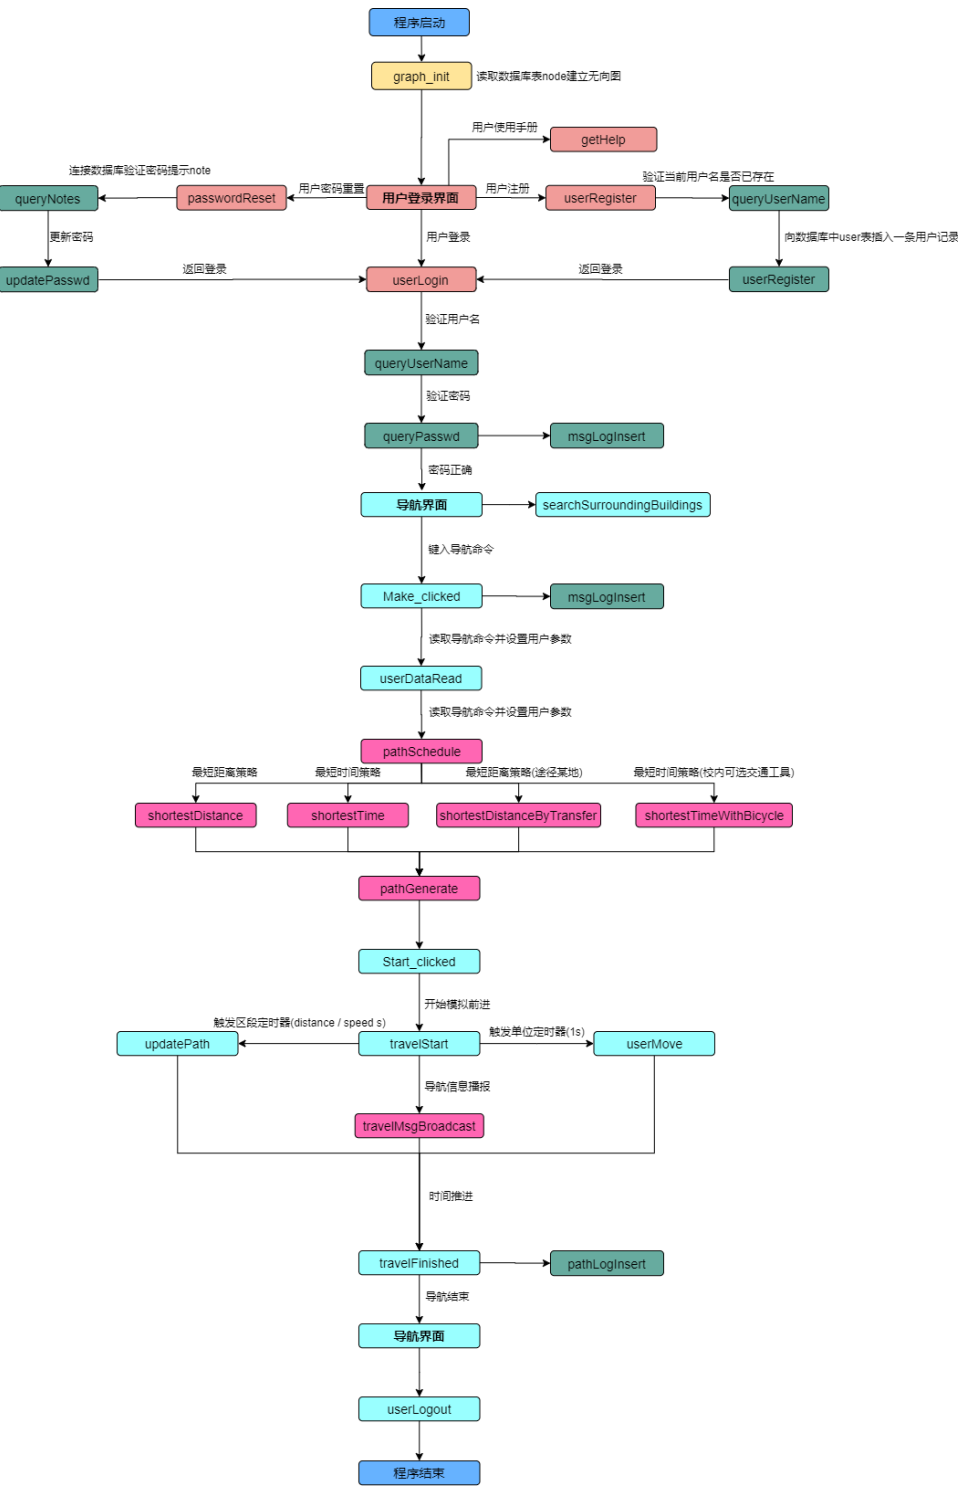 程序启动
graph_init
读取数据库表node建立无向图
用户使用手册
getHelp
连接数据库验证密码提示note
用户密码重置
用户注册
验证当前用户名是否已存在
queryNotes
passwordReset
用户登录界面
userRegister
queryUserName
更新密码
用户登录
向数据库中user表插入一条用户记录
返回登录
返回登录
updatePasswd
userLogin
userRegister
验证用户名
queryUserName
验证密码
queryPasswd
msgLogInsert
密码正确
导航界面
searchSurroundingBuildings
键入导航命令
Make_clicked
msgLogInsert
读取导航命令并设置用户参数
userDataRead
读取导航命令并设置用户参数
pathSchedule
最短距离策略
最短时间策略
最短距离策略(途径某地)
最短时间策略(校内可选交通工具)
shortestDistance
shortestTime
shortestDistanceByTransfer
shortestTimeWithBicycle
pathGenerate
Start_clicked
开始模拟前进
触发区段定时器(distance / speed s)
触发单位定时器(1s)
updatePath
travelStart
userMove
导航信息播报
travelMsgBroadcast
时间推进
travelFinished
pathLogInsert
导航结束
导航界面
userLogout
程序结束